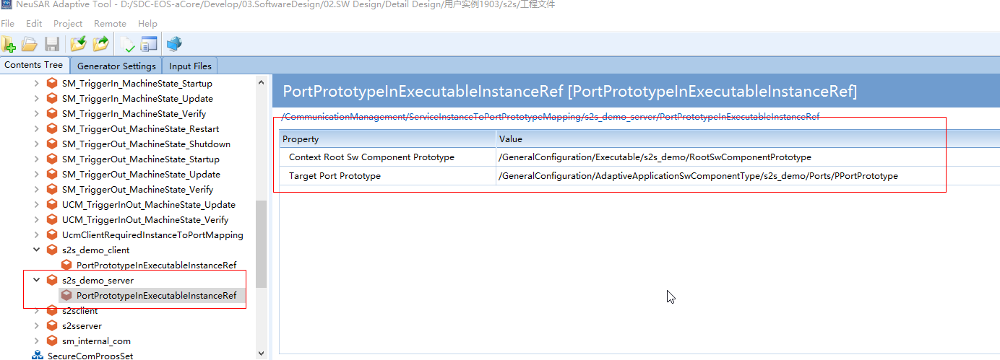 NeuSAR Adaptive Tool - D:/SDC-EOS-aCore/Develop/03.SoftwareDesign/02.SW Design/Detail Design/用户实例1903/s2s/工程文件
File Edit Project Remote Help
Contents Tree Generator Settings Input Files
SM_TriggerIn_MachineState_Startup
SM_TriggerIn_MachineState_Update
SM_TriggerIn_MachineState_Verify
SM_TriggerOut_MachineState_Restart
SM_TriggerOut_MachineState_Shutdown
SM_TriggerOut_MachineState_Startup
SM_TriggerOut_MachineState_Update
SM_TriggerOut_MachineState_Verify
UCM_TriggerInOut_MachineState_Update
UCM_TriggerInOut_MachineState_Verify
UcmClientRequiredInstanceToPortMapping
s2s_demo_client
PortPrototypeInExecutableInstanceRef
s2s_demo_server
PortPrototypeInExecutableInstanceRef
s2sclient
s2sserver
sm_internal_com
SecureComPropsSet
PortPrototypeInExecutableInstanceRef [PortPrototypeInExecutableInstanceRef]
/CommunicationManagement/ServiceInstanceToPortPrototypeMapping/s2s_demo_server/PortPrototypeInExecutableInstanceRef
Property Value
Context Root Sw Component Prototype /GeneralConfiguration/Executable/s2s_demo/RootSwComponentPrototype
Target Port Prototype /GeneralConfiguration/AdaptiveApplicationSwComponentType/s2s_demo/Ports/PPortPrototype